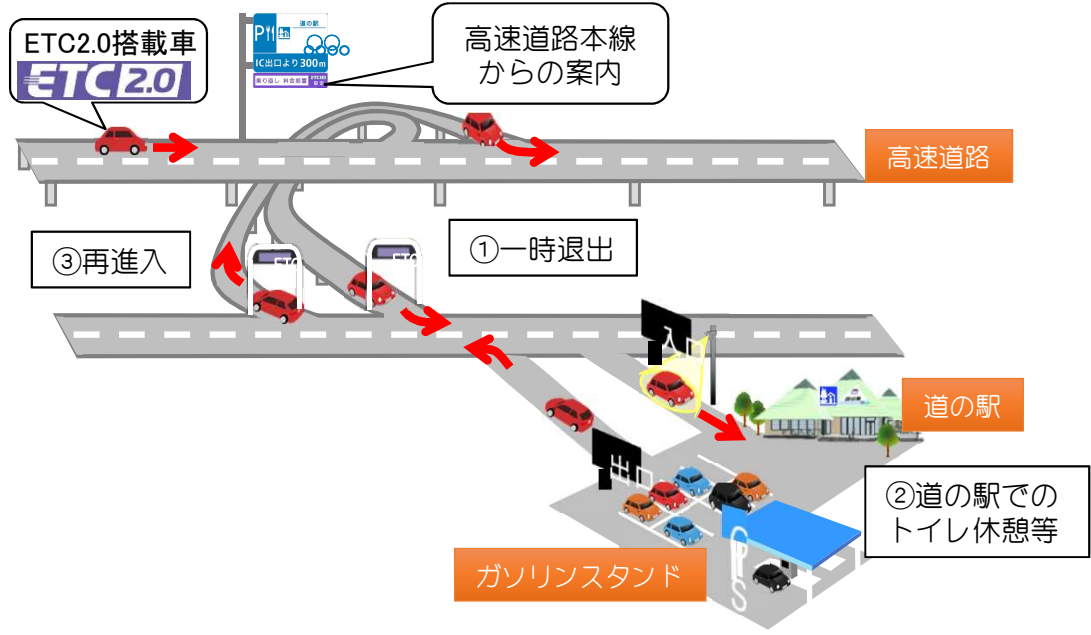 ETC2.0搭載車
ETC 2.0
P
道の駅
IC出口より300m
高速道路本線
からの案内
高速道路
③再進入
①一時退出
ETC
ETC
入口
道の駅
出口
②道の駅での
トイレ休憩等
ガソリンスタンド
GPS